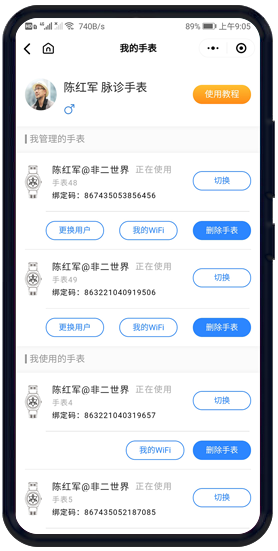 740B/s 89% 上午9:05
我的手表
陈红军 脉诊手表
使用教程
我管理的手表
陈红军@非二世界 正在使用
手表48
切换
绑定码：867435053856456
更换用户 我的WiFi 删除手表
陈红军@非二世界 正在使用
手表49
切换
绑定码：863221040919506
更换用户 我的WiFi 删除手表
我使用的手表
陈红军@非二世界 正在使用
手表4
切换
绑定码：863221040319657
我的WiFi 删除手表
陈红军@非二世界 正在使用
手表5
切换
绑定码：867435052187085